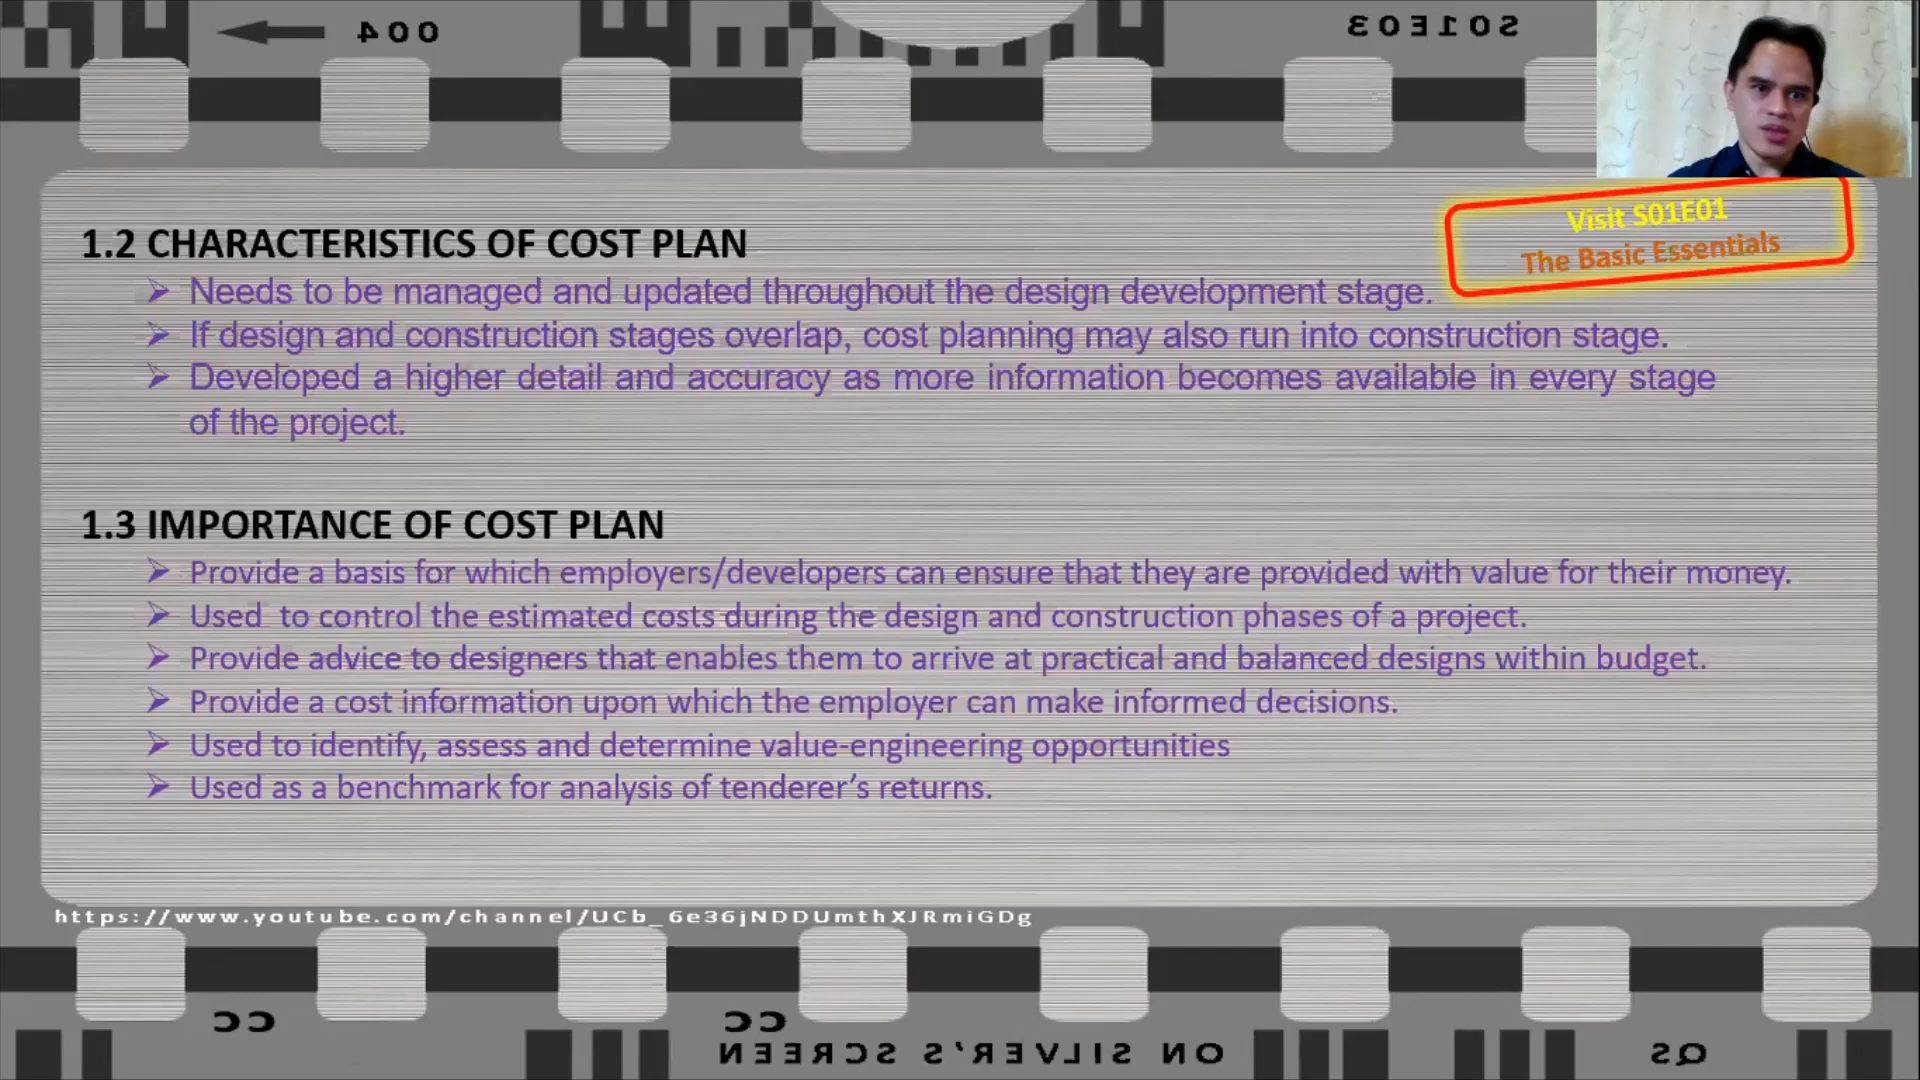 004
S01E03
Visit S01E01
The Basic Essentials
1.2 CHARACTERISTICS OF COST PLAN
➢ Needs to be managed and updated throughout the design development stage.
➢ If design and construction stages overlap, cost planning may also run into construction stage.
➢ Developed a higher detail and accuracy as more information becomes available in every stage
of the project.
1.3 IMPORTANCE OF COST PLAN
➢ Provide a basis for which employers/developers can ensure that they are provided with value for their money.
➢ Used to control the estimated costs during the design and construction phases of a project.
➢ Provide advice to designers that enables them to arrive at practical and balanced designs within budget.
➢ Provide a cost information upon which the employer can make informed decisions.
➢ Used to identify, assess and determine value-engineering opportunities
➢ Used as a benchmark for analysis of tenderer’s returns.
https://www.youtube.com/channel/UCb_6e36jNDDUmthXJRmiGDg
CC
CC
ON SILVER'S SCREEN
QS